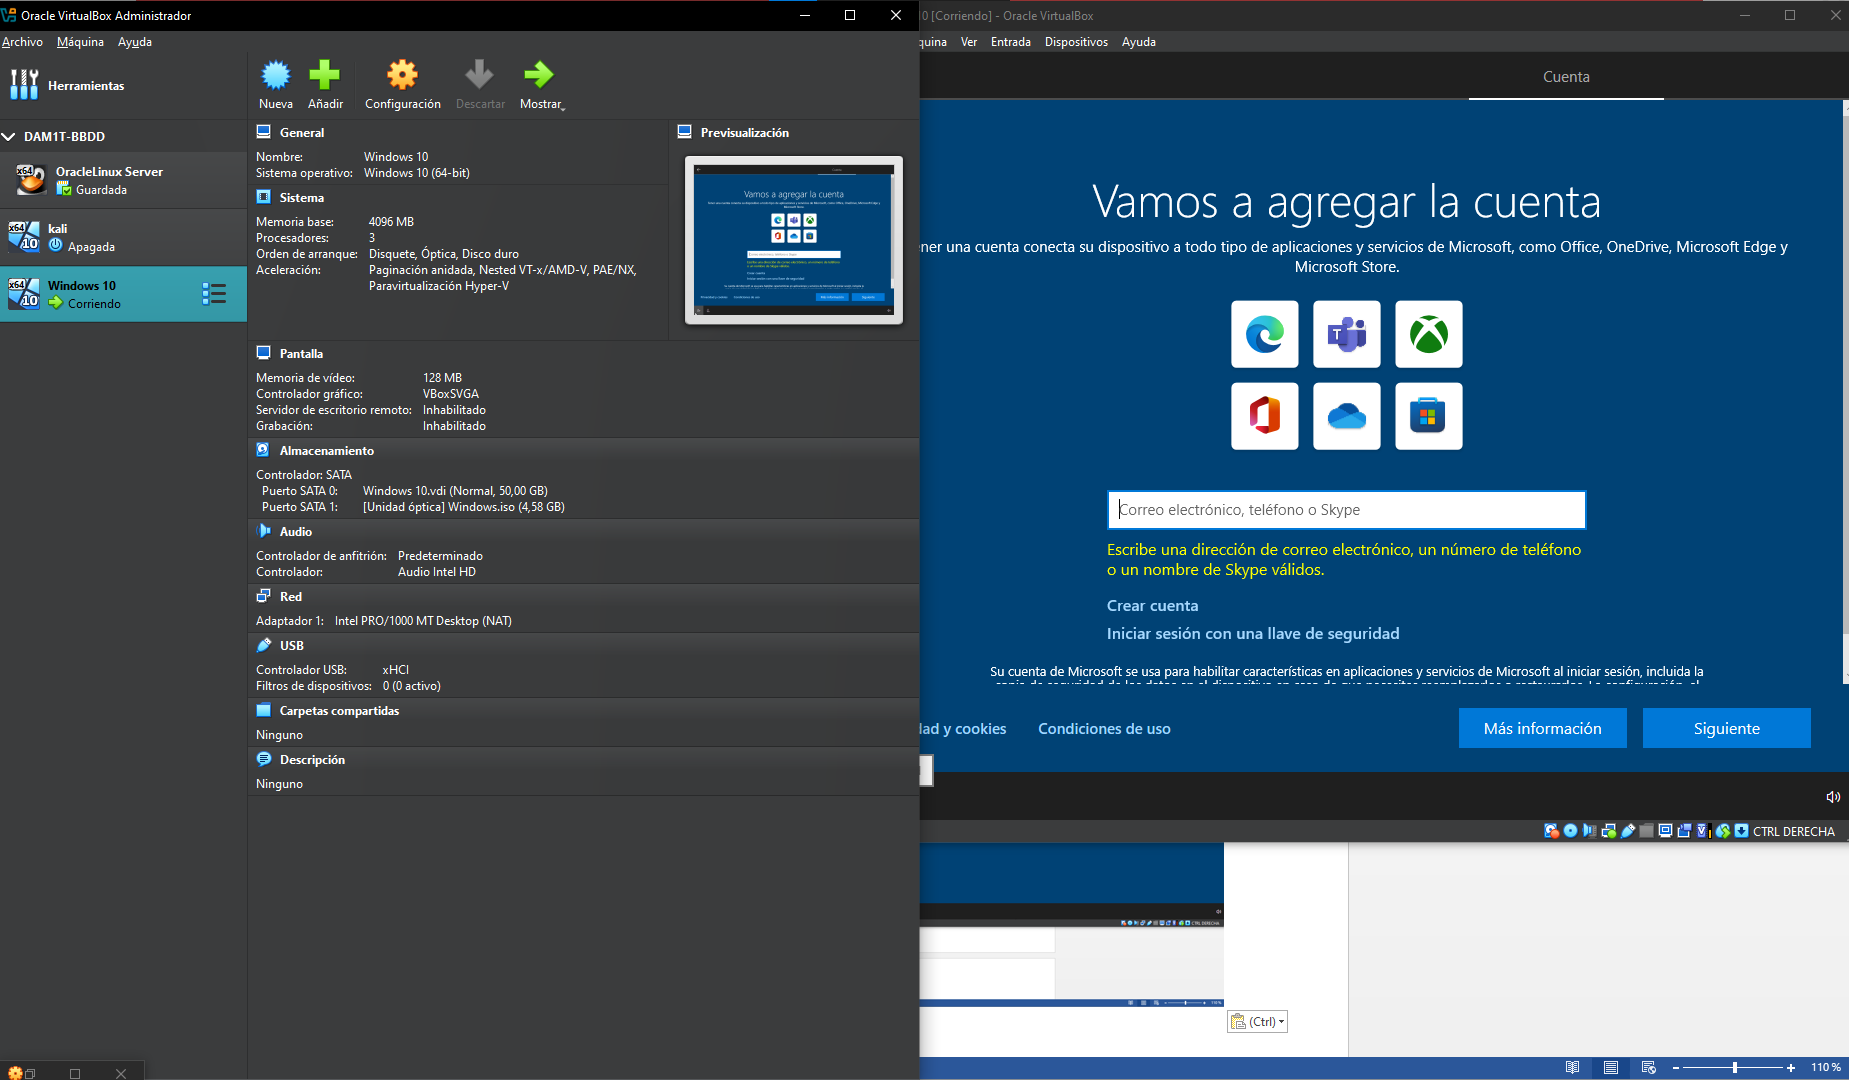 Oracle VirtualBox Administrador
Archivo Máquina Ayuda
Herramientas
Nueva Añadir Configuración Descartar Mostrar
DAM1T-BBDD
OracleLinux Server
Guardada
kali
Apagada
Windows 10
Corriendo
General
Nombre: Windows 10
Sistema operativo: Windows 10 (64-bit)
Sistema
Memoria base: 4096 MB
Procesadores: 3
Orden de arranque: Disquete, Óptica, Disco duro
Aceleración: Paginación anidada, Nested VT-x/AMD-V, PAE/NX,
Paravirtualización Hyper-V
Previsualización
Vamos a agregar la cuenta
Pantalla
Memoria de vídeo: 128 MB
Controlador gráfico: VBoxSVGA
Servidor de escritorio remoto: Inhabilitado
Grabación: Inhabilitado
Almacenamiento
Controlador: SATA
Puerto SATA 0: Windows 10.vdi (Normal, 50,00 GB)
Puerto SATA 1: [Unidad óptica] Windows.iso (4,58 GB)
Audio
Controlador de anfitrión: Predeterminado
Controlador: Audio Intel HD
Red
Adaptador 1: Intel PRO/1000 MT Desktop (NAT)
USB
Controlador USB: xHCI
Filtros de dispositivos: 0 (0 activo)
Carpetas compartidas
Ninguno
Descripción
Ninguno
10 [Corriendo] - Oracle VirtualBox
quina Ver Entrada Dispositivos Ayuda
Cuenta
Vamos a agregar la cuenta
ener una cuenta conecta su dispositivo a todo tipo de aplicaciones y servicios de Microsoft, como Office, OneDrive, Microsoft Edge y
Microsoft Store.
Correo electrónico, teléfono o Skype
Escribe una dirección de correo electrónico, un número de teléfono
o un nombre de Skype válidos.
Crear cuenta
Iniciar sesión con una llave de seguridad
Su cuenta de Microsoft se usa para habilitar características en aplicaciones y servicios de Microsoft al iniciar sesión, incluida la
dad y cookies Condiciones de uso Más información Siguiente
CTRL DERECHA
CTRL DERECHA
(Ctrl)
110 %